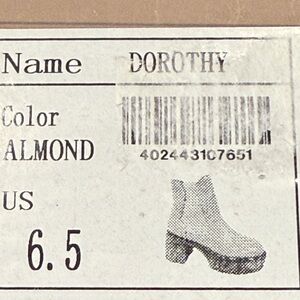 Name DOROTHY
Color
ALMOND
402443107651
US
6.5